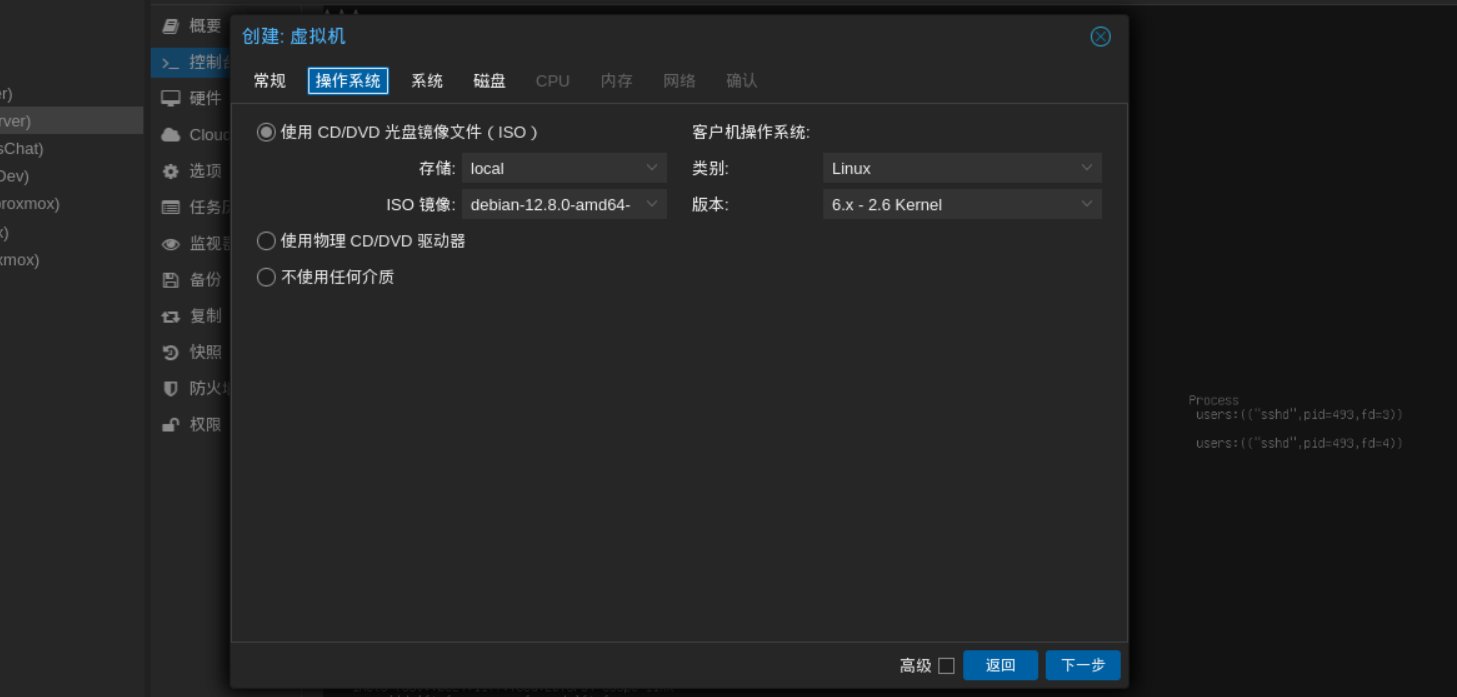 创建: 虚拟机
常规 操作系统 系统 磁盘 CPU 内存 网络 确认
使用 CD/DVD 光盘镜像文件（ISO）
存储: local
ISO 镜像: debian-12.8.0-amd64-
使用物理 CD/DVD 驱动器
不使用任何介质
客户机操作系统:
类别: Linux
版本: 6.x - 2.6 Kernel
高级 返回 下一步
概要
控制台
硬件
Cloud
选项
任务历
监视器
备份
复制
快照
防火墙
权限
er)
rver)
sChat)
Dev)
proxmox)
x)
xmox)
Process
users:(("sshd",pid=493,fd=3))
users:(("sshd",pid=493,fd=4))